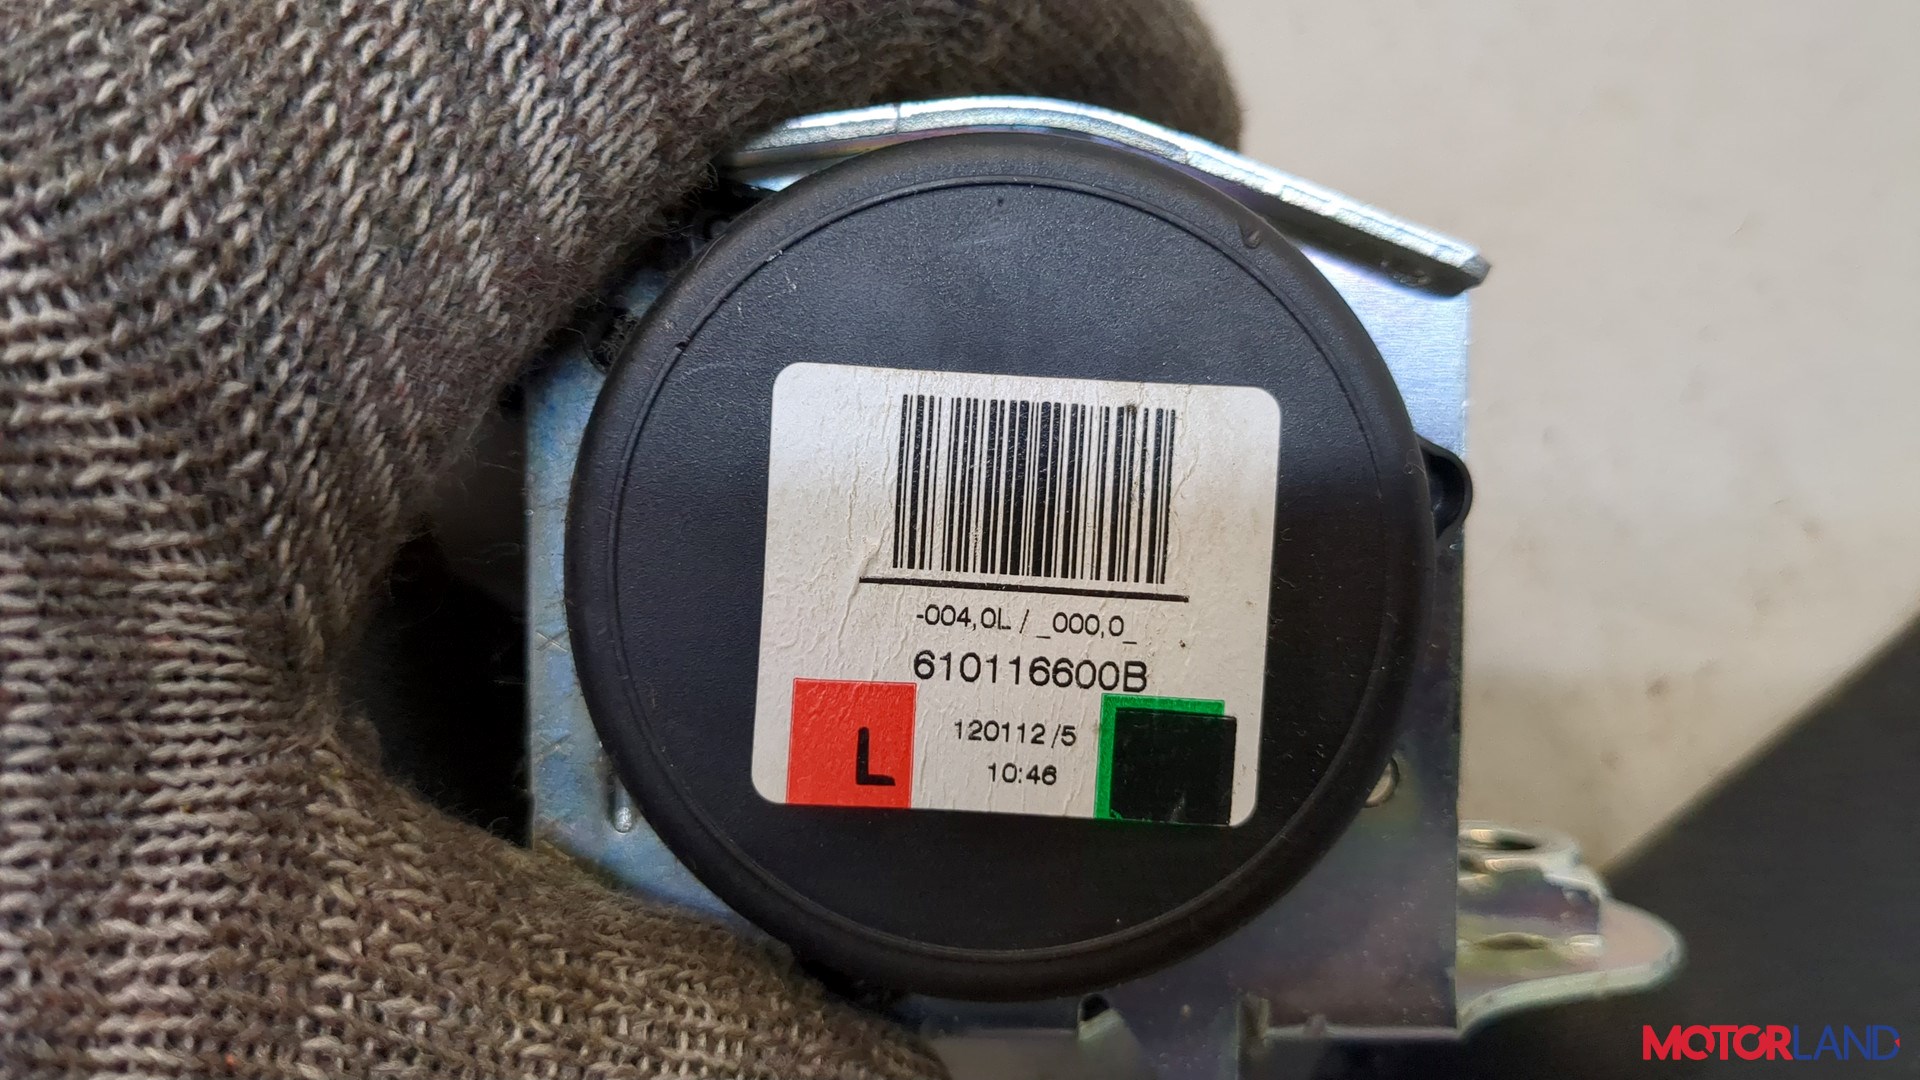 -004,0L / _000,0_
610116600B
L
120112/5
10:46
MOTORLAND